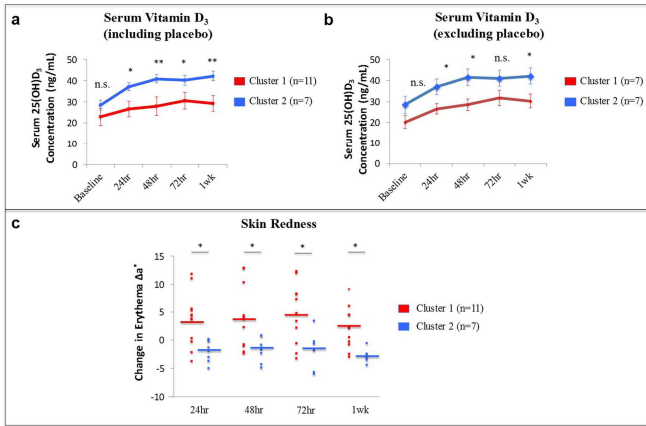 a
Serum Vitamin D3
(including placebo)
Serum 25(OH)D3
Concentration (ng/mL)
50
40
30
20
10
0
n.s.
*
**
*
**
Baseline
24hr
48hr
72hr
1wk
Cluster 1 (n=11)
Cluster 2 (n=7)
b
Serum Vitamin D3
(excluding placebo)
Serum 25(OH)D3
Concentration (ng/mL)
50
40
30
20
10
0
n.s.
*
*
n.s.
*
Baseline
24hr
48hr
72hr
1wk
Cluster 1 (n=7)
Cluster 2 (n=7)
c
Skin Redness
Change in Erythema Δa*
15
10
5
0
-5
-10
*
*
*
*
24hr
48hr
72hr
1wk
Cluster 1 (n=11)
Cluster 2 (n=7)